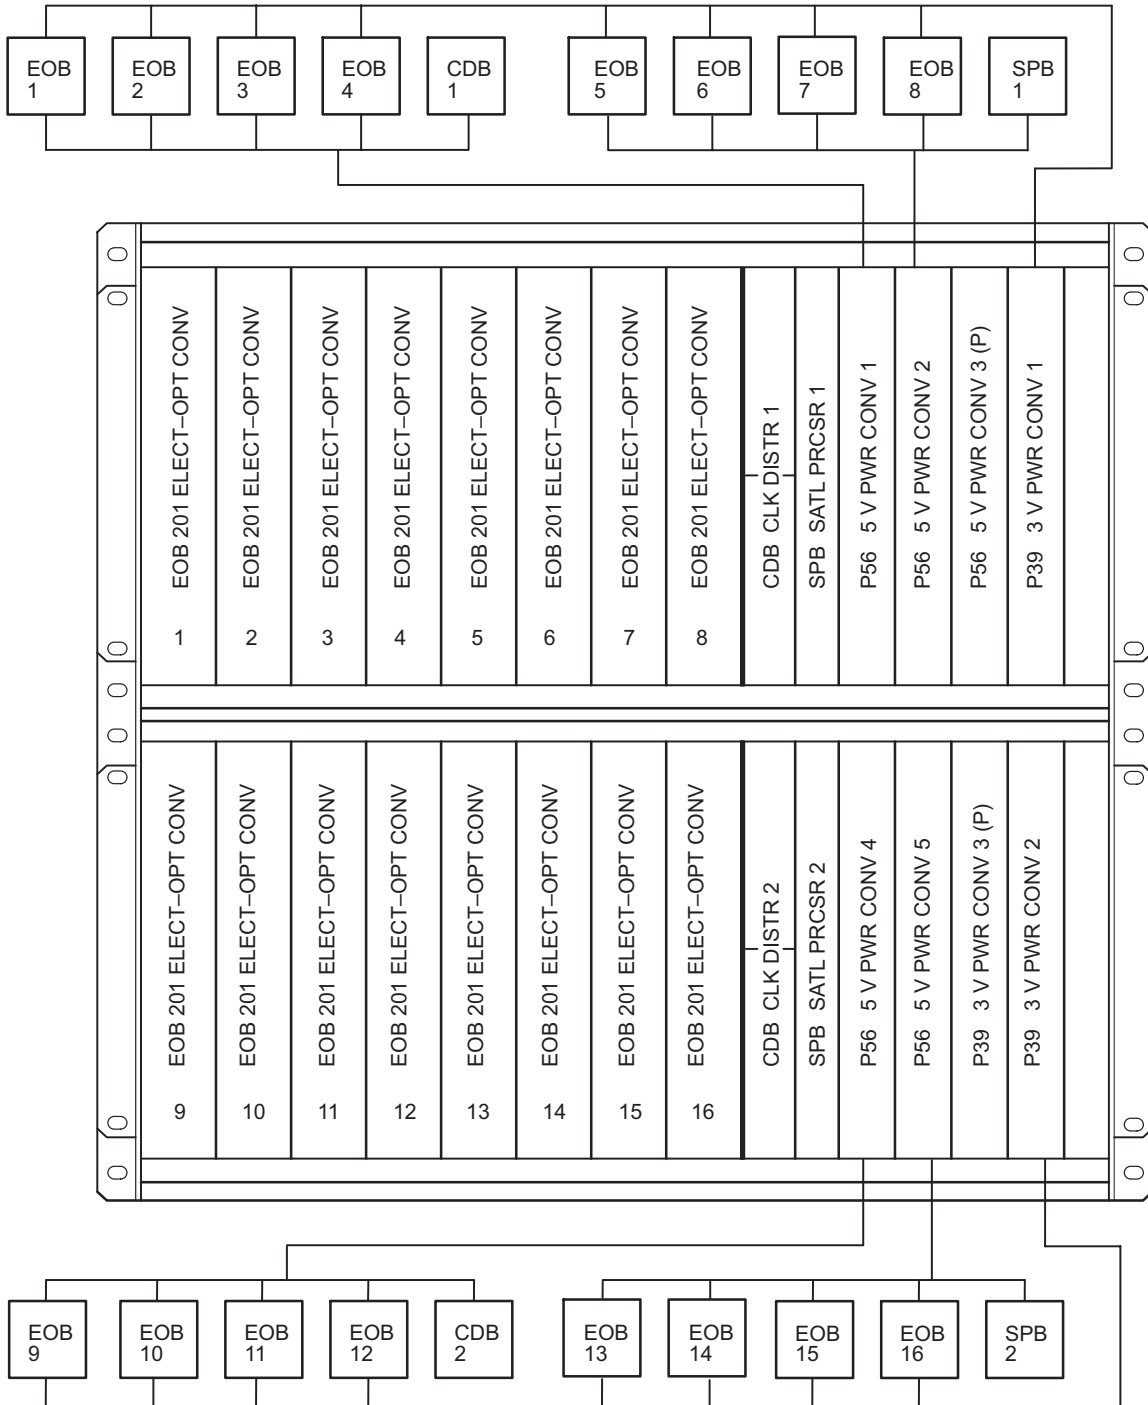 EOB
1
EOB
2
EOB
3
EOB
4
CDB
1
EOB
5
EOB
6
EOB
7
EOB
8
SPB
1
EOB 201 ELECT–OPT CONV
1
EOB 201 ELECT–OPT CONV
2
EOB 201 ELECT–OPT CONV
3
EOB 201 ELECT–OPT CONV
4
EOB 201 ELECT–OPT CONV
5
EOB 201 ELECT–OPT CONV
6
EOB 201 ELECT–OPT CONV
7
EOB 201 ELECT–OPT CONV
8
CDB CLK DISTR 1
SPB SATL PRCSR 1
P56 5 V PWR CONV 1
P56 5 V PWR CONV 2
P56 5 V PWR CONV 3 (P)
P39 3 V PWR CONV 1
EOB 201 ELECT–OPT CONV
9
EOB 201 ELECT–OPT CONV
10
EOB 201 ELECT–OPT CONV
11
EOB 201 ELECT–OPT CONV
12
EOB 201 ELECT–OPT CONV
13
EOB 201 ELECT–OPT CONV
14
EOB 201 ELECT–OPT CONV
15
EOB 201 ELECT–OPT CONV
16
CDB CLK DISTR 2
SPB SATL PRCSR 2
P56 5 V PWR CONV 4
P56 5 V PWR CONV 5
P39 3 V PWR CONV 3 (P)
P39 3 V PWR CONV 2
EOB
9
EOB
10
EOB
11
EOB
12
CDB
2
EOB
13
EOB
14
EOB
15
EOB
16
SPB
2